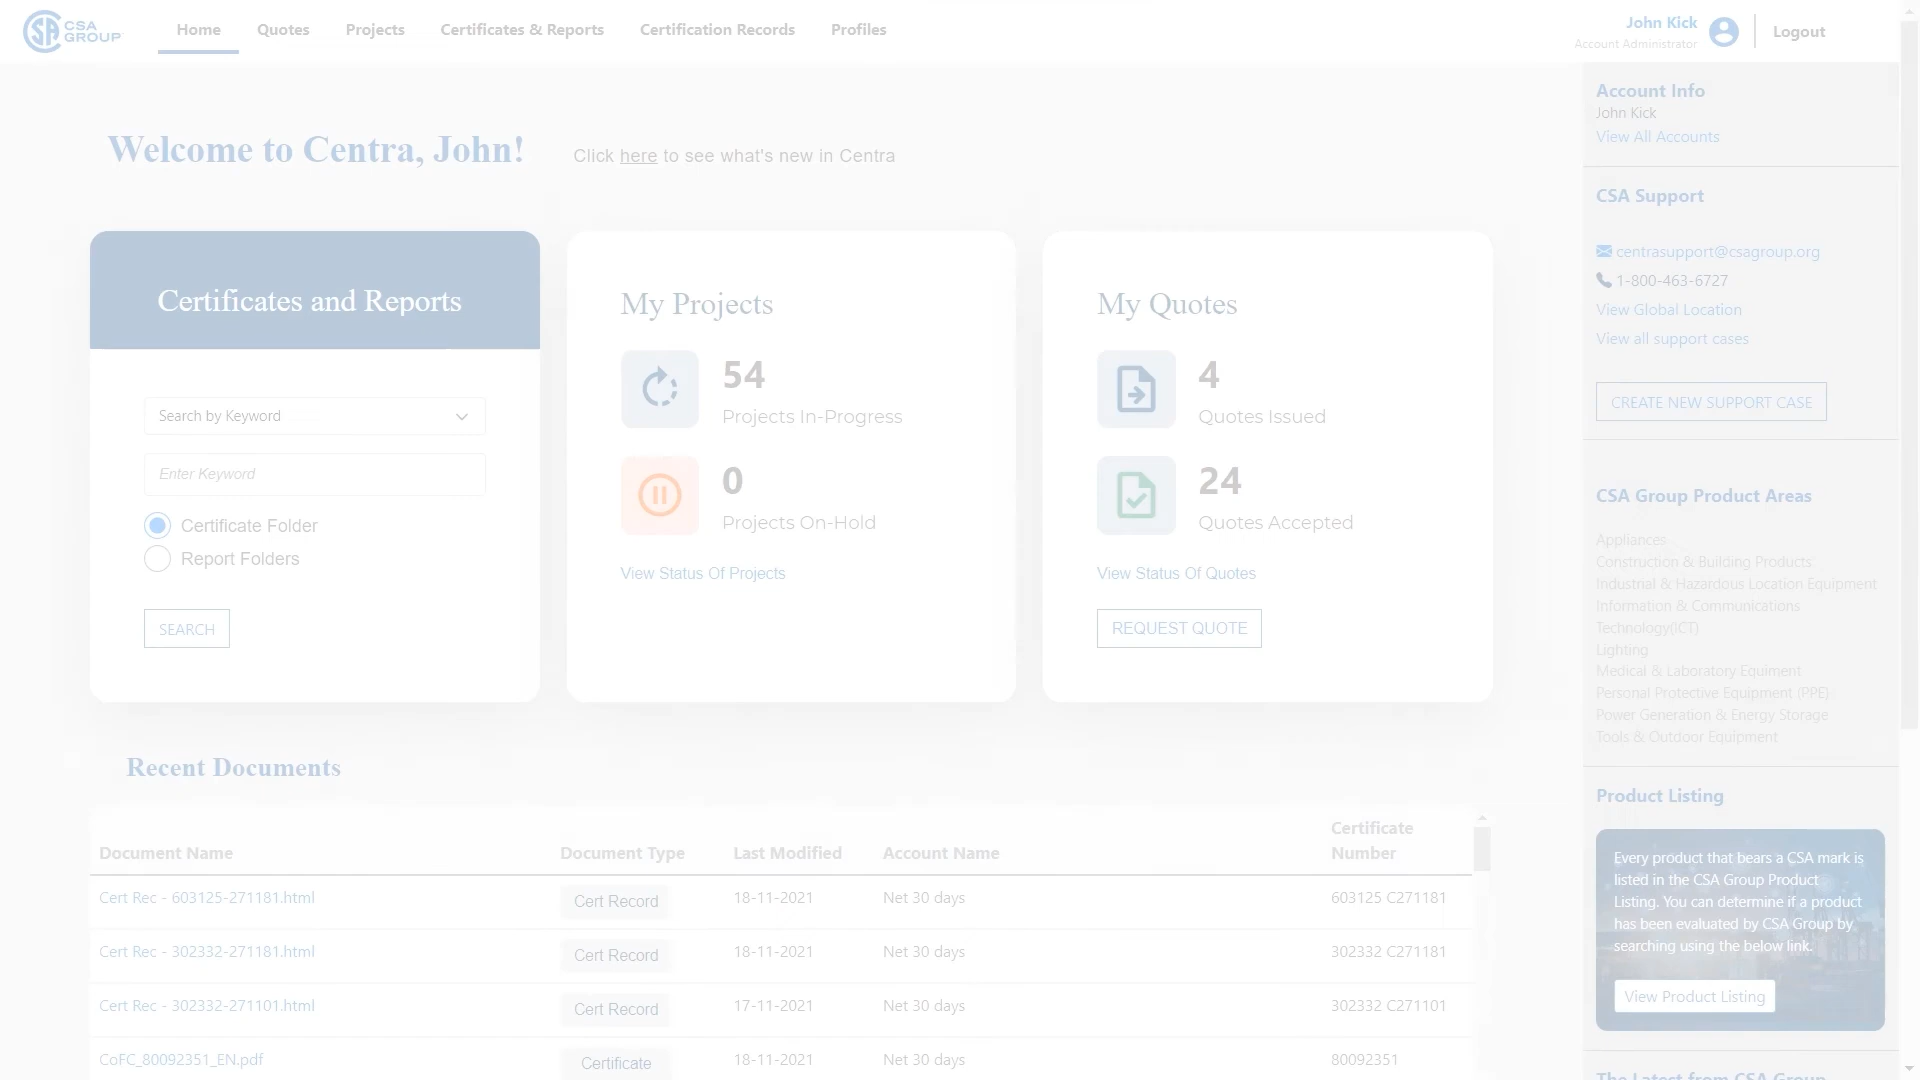 CSA GROUP
Home Quotes Projects Certificates & Reports Certification Records Profiles
John Kick
Account Administrator
Logout
Welcome to Centra, John!
Click here to see what's new in Centra
Certificates and Reports
Search by Keyword
Enter Keyword
Certificate Folder
Report Folders
SEARCH
My Projects
54
Projects In-Progress
0
Projects On-Hold
View Status Of Projects
My Quotes
4
Quotes Issued
24
Quotes Accepted
View Status Of Quotes
REQUEST QUOTE
Recent Documents
Document Name Document Type Last Modified Account Name Certificate Number
Cert Rec - 603125-271181.html Cert Record 18-11-2021 Net 30 days 603125 C271181
Cert Rec - 302332-271181.html Cert Record 18-11-2021 Net 30 days 302332 C271181
Cert Rec - 302332-271101.html Cert Record 17-11-2021 Net 30 days 302332 C271101
CoFC_80092351_EN.pdf Certificate 18-11-2021 Net 30 days 80092351
Account Info
John Kick
View All Accounts
CSA Support
centrasupport@csagroup.org
1-800-463-6727
View Global Location
View all support cases
CREATE NEW SUPPORT CASE
CSA Group Product Areas
Appliances
Construction & Building Products
Industrial & Hazardous Location Equipment
Information & Communications
Technology(ICT)
Lighting
Medical & Laboratory Equiment
Personal Protective Equipment (PPE)
Power Generation & Energy Storage
Tools & Outdoor Equipment
Product Listing
Every product that bears a CSA mark is
listed in the CSA Group Product
Listing. You can determine if a product
has been evaluated by CSA Group by
searching using the below link.
View Product Listing
The Latest from CSA Group